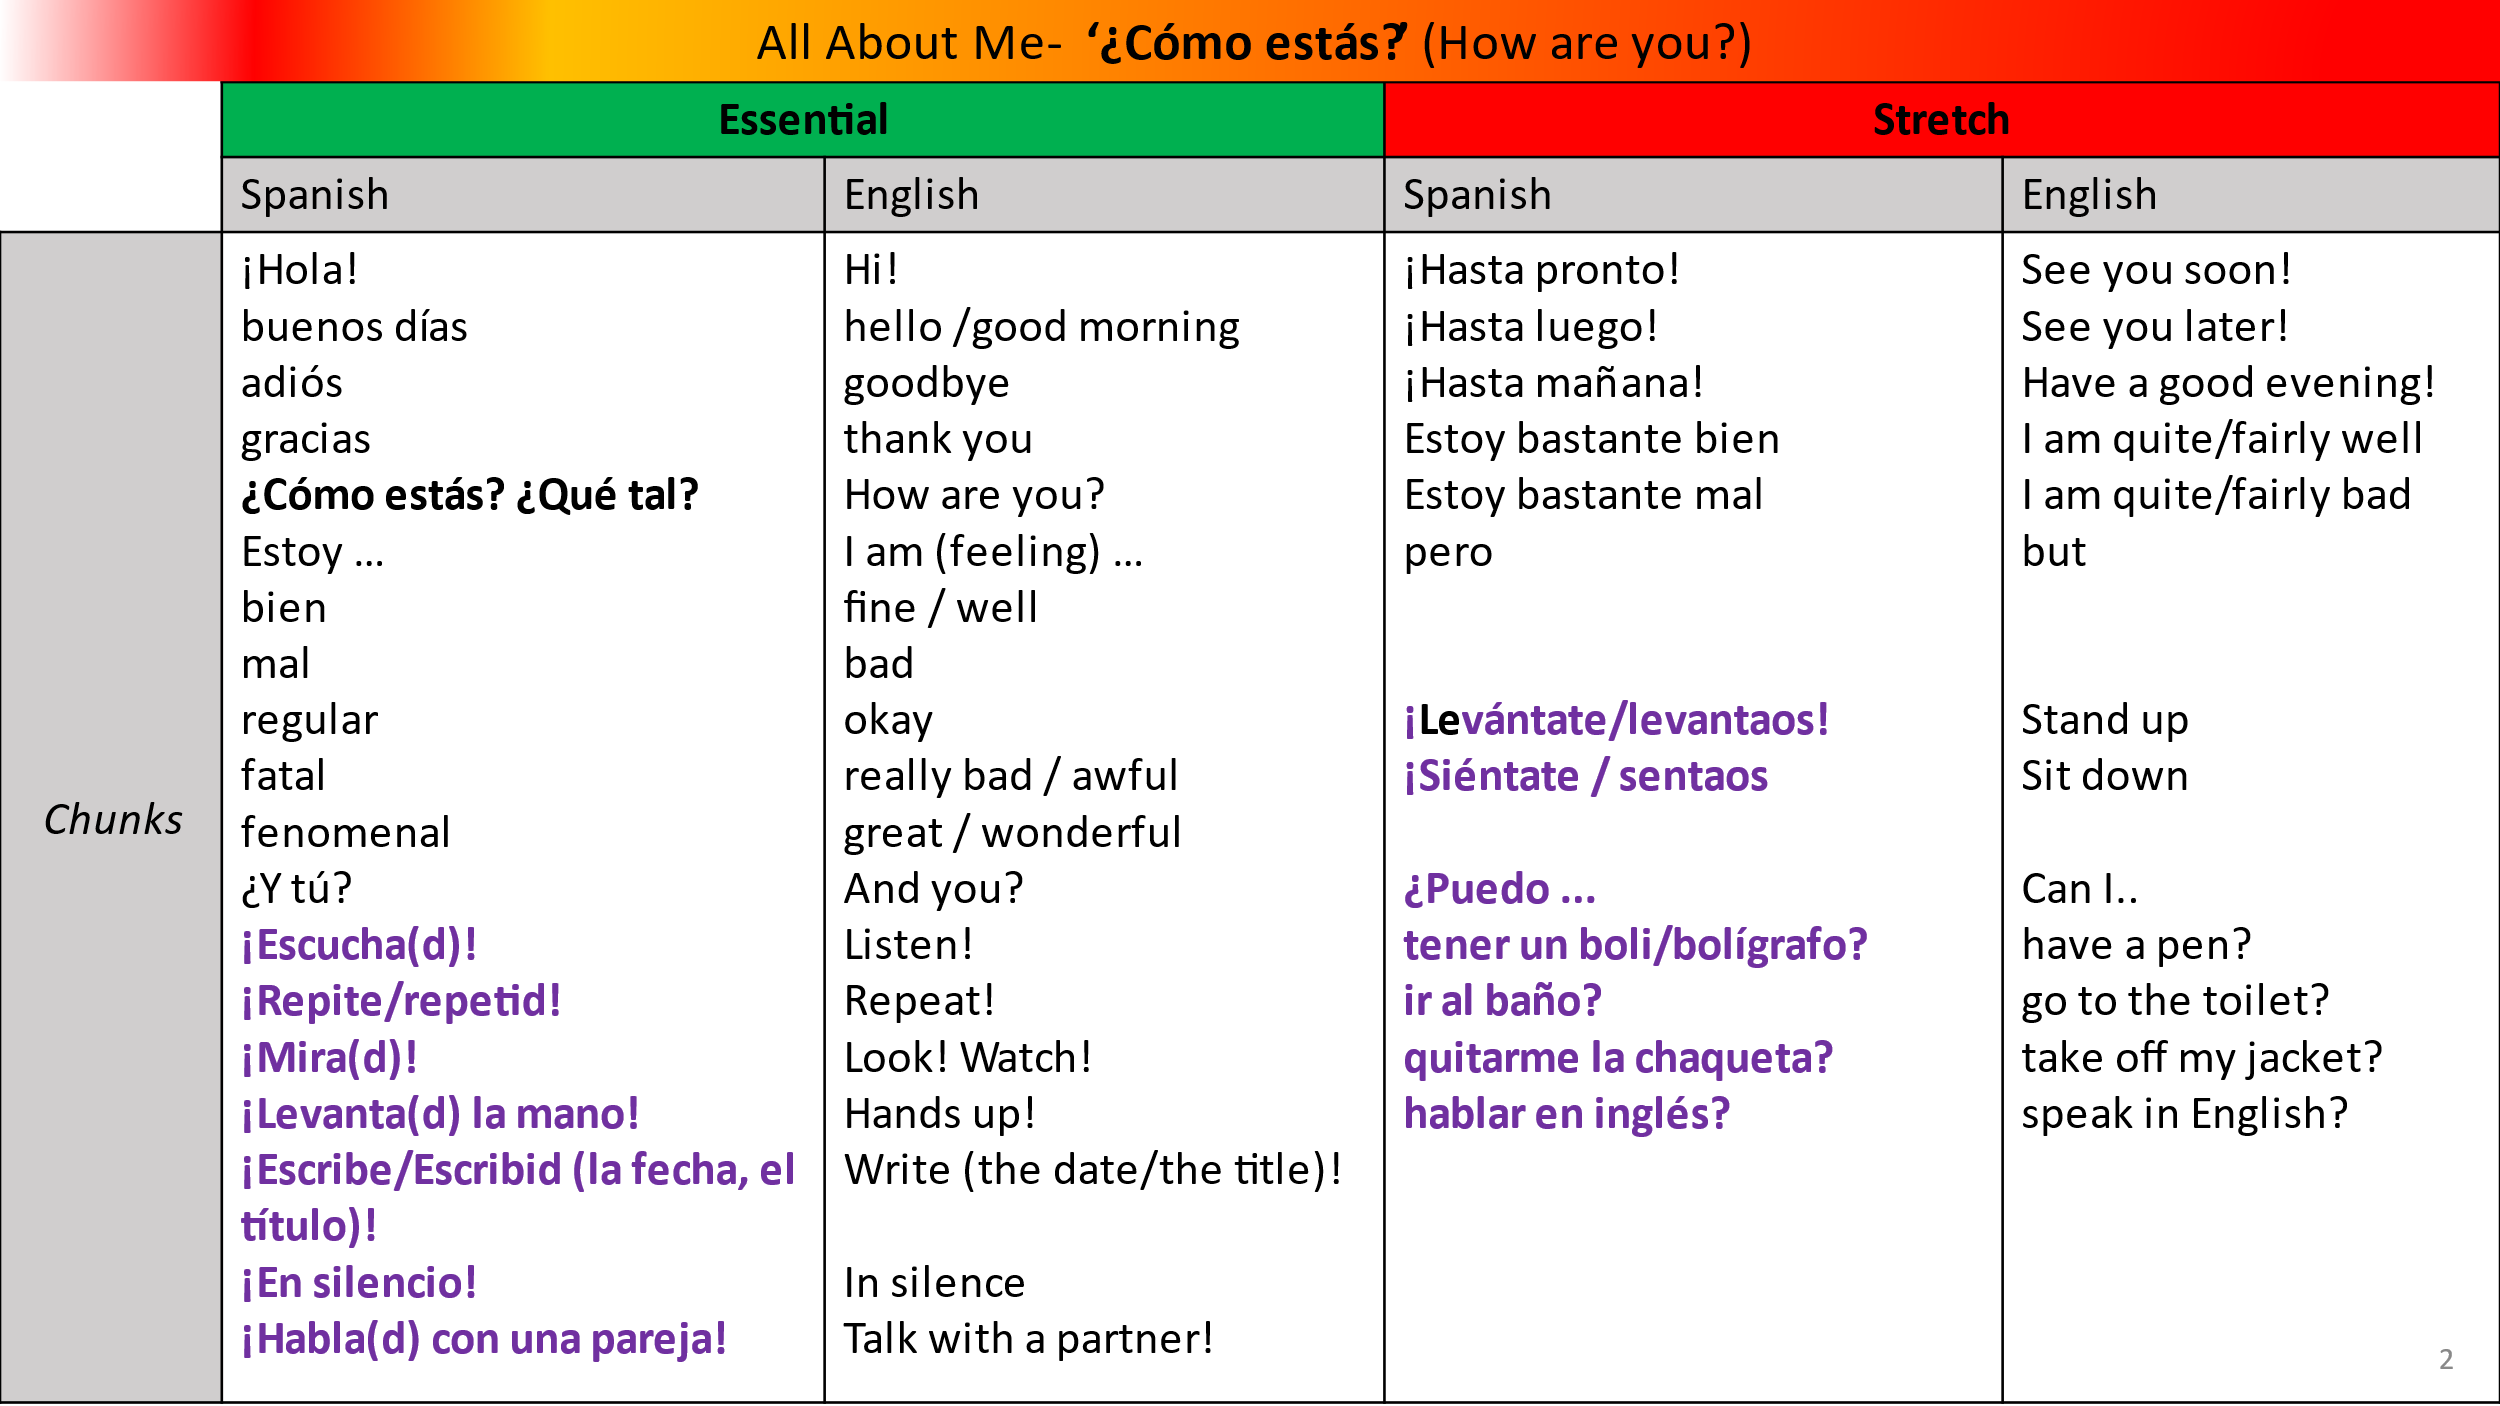 All About Me-  ‘¿Cómo estás?’ (How are you?)
Essential
Stretch
Spanish
English
Spanish
English
Chunks
¡Hola!
buenos días
adiós
gracias
¿Cómo estás? ¿Qué tal?
Estoy ...
bien
mal
regular
fatal
fenomenal
¿Y tú?
¡Escucha(d)!
¡Repite/repetid!
¡Mira(d)!
¡Levanta(d) la mano!
¡Escribe/Escribid (la fecha, el
título)!
¡En silencio!
¡Habla(d) con una pareja!
Hi!
hello /good morning
goodbye
thank you
How are you?
I am (feeling) ...
fine / well
bad
okay
really bad / awful
great / wonderful
And you?
Listen!
Repeat!
Look! Watch!
Hands up!
Write (the date/the title)!
In silence
Talk with a partner!
¡Hasta pronto!
¡Hasta luego!
¡Hasta mañana!
Estoy bastante bien
Estoy bastante mal
pero
¡Levántate/levantaos!
¡Siéntate / sentaos
¿Puedo ...
tener un boli/bolígrafo?
ir al baño?
quitarme la chaqueta?
hablar en inglés?
See you soon!
See you later!
Have a good evening!
I am quite/fairly well
I am quite/fairly bad
but
Stand up
Sit down
Can I..
have a pen?
go to the toilet?
take off my jacket?
speak in English?
2